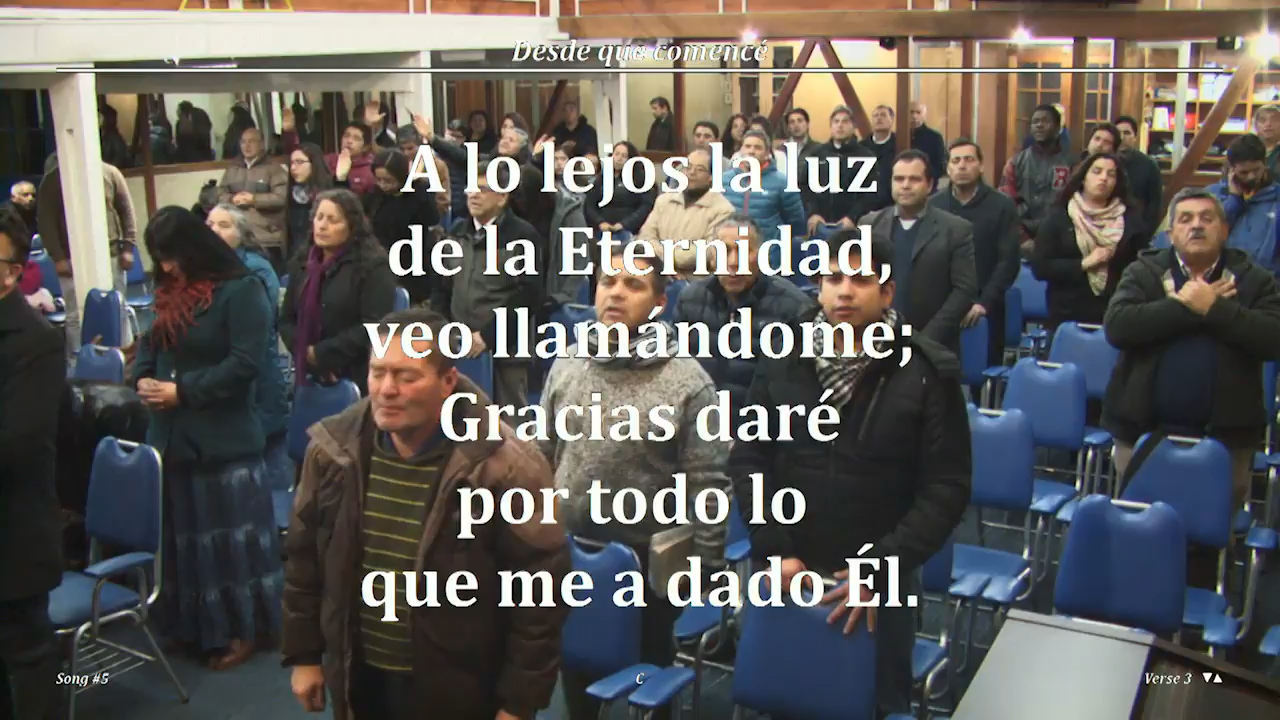 Desde que comencé
A lo lejos la luz
de la Eternidad,
veo llamándome;
Gracias daré
por todo lo
que me a dado Él.
Song #5
C
Verse 3 ▼▲